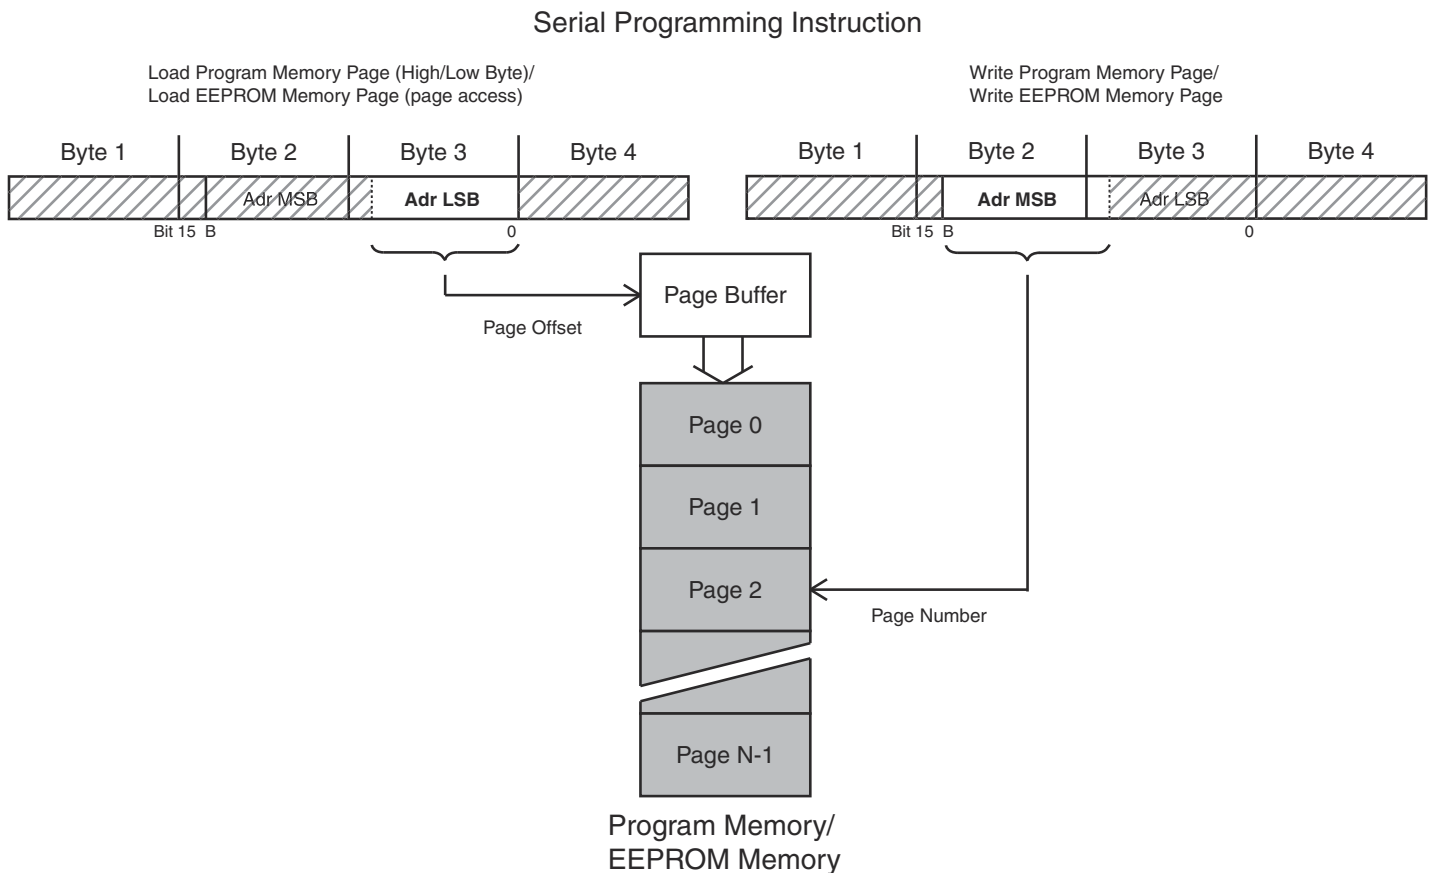 Serial Programming Instruction
Load Program Memory Page (High/Low Byte)/
Load EEPROM Memory Page (page access)
Write Program Memory Page/
Write EEPROM Memory Page
Byte 1 Byte 2 Byte 3 Byte 4
Byte 1 Byte 2 Byte 3 Byte 4
Adr MSB Adr LSB
Adr MSB Adr LSB
Bit 15 B 0
Bit 15 B 0
Page Buffer
Page Offset
Page 0
Page 1
Page 2
Page Number
Page N-1
Program Memory/
EEPROM Memory